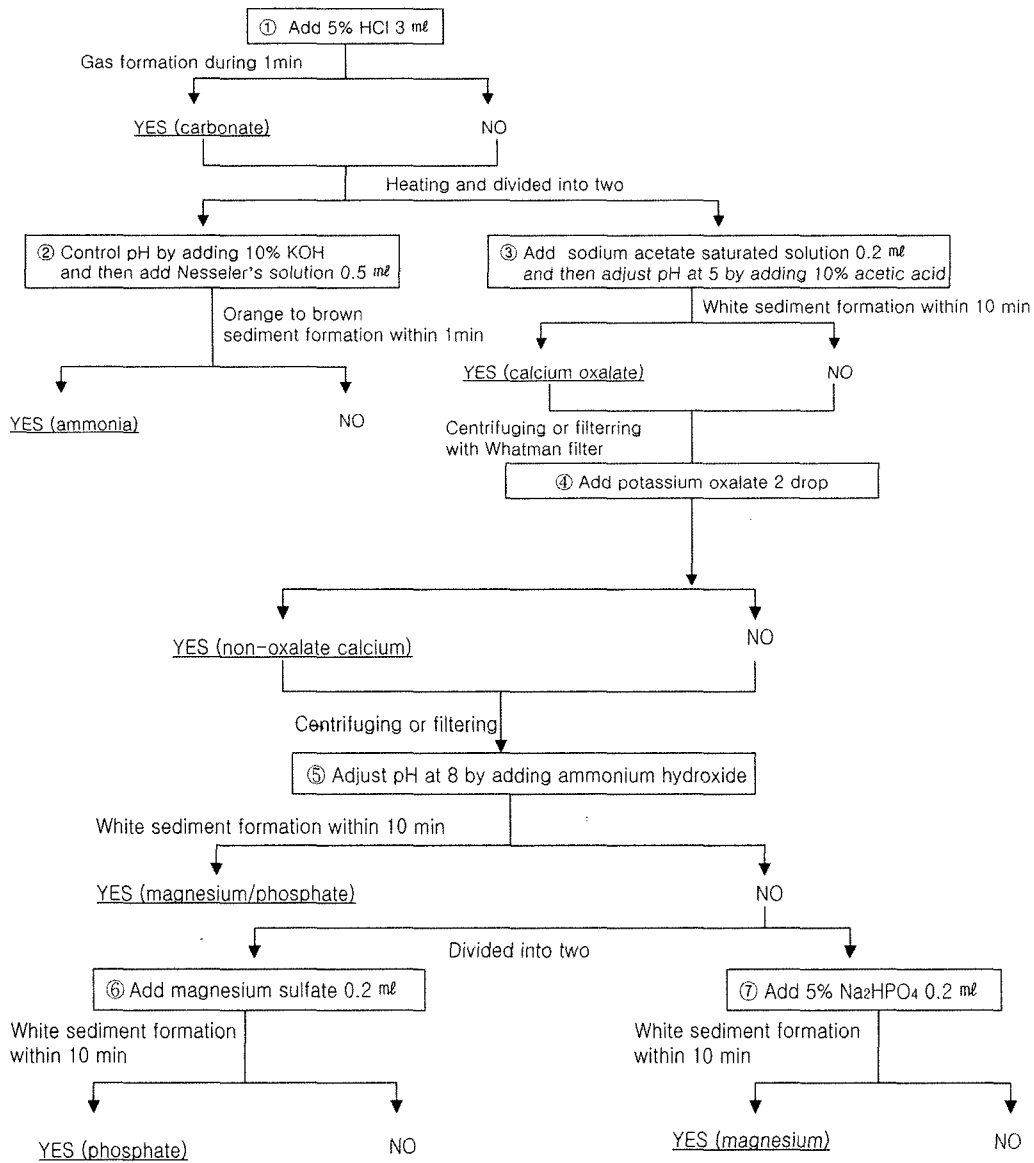 ① Add 5% HCl 3 ㎖
Gas formation during 1min
YES (carbonate)
NO
Heating and divided into two
② Control pH by adding 10% KOH
and then add Nesseler's solution 0.5 ㎖
③ Add sodium acetate saturated solution 0.2 ㎖
and then adjust pH at 5 by adding 10% acetic acid
Orange to brown
sediment formation within 1min
White sediment formation within 10 min
YES (calcium oxalate)
NO
YES (ammonia)
NO
Centrifuging or filterring
with Whatman filter
④ Add potassium oxalate 2 drop
YES (non-oxalate calcium)
NO
Centrifuging or filtering
⑤ Adjust pH at 8 by adding ammonium hydroxide
White sediment formation within 10 min
YES (magnesium/phosphate)
NO
Divided into two
⑥ Add magnesium sulfate 0.2 ㎖
⑦ Add 5% Na₂HPO₄ 0.2 ㎖
White sediment formation
within 10 min
White sediment formation
within 10 min
YES (phosphate)
NO
YES (magnesium)
NO